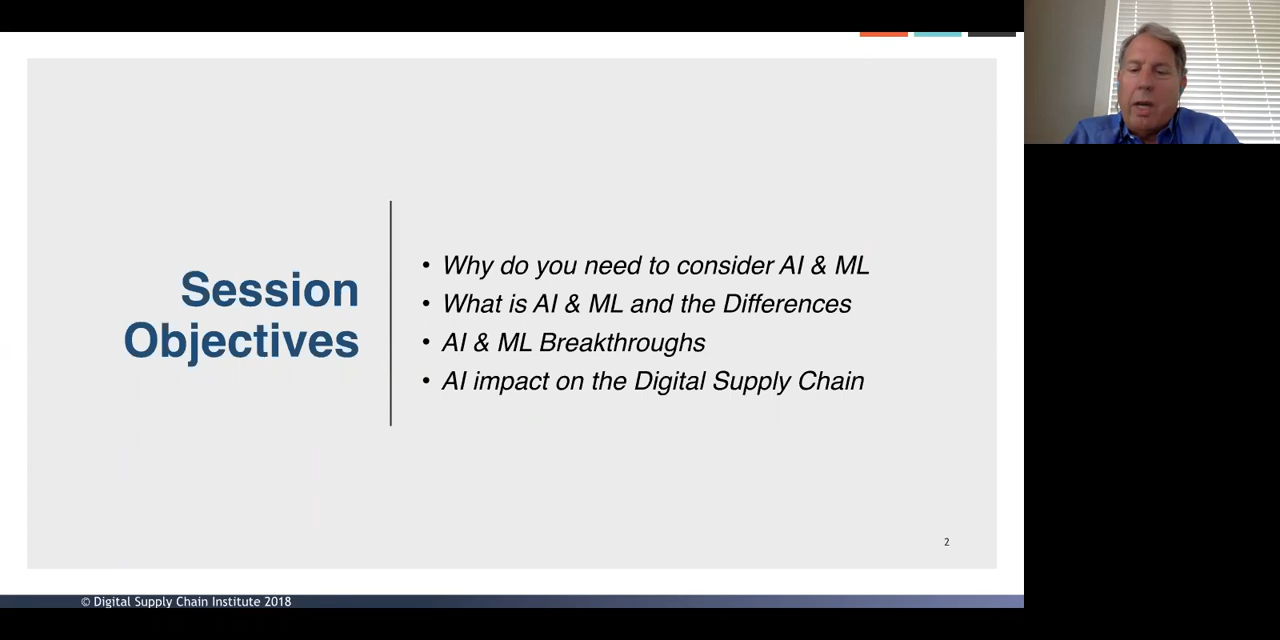 Session
Objectives
• Why do you need to consider AI & ML
• What is AI & ML and the Differences
• AI & ML Breakthroughs
• AI impact on the Digital Supply Chain
2
© Digital Supply Chain Institute 2018